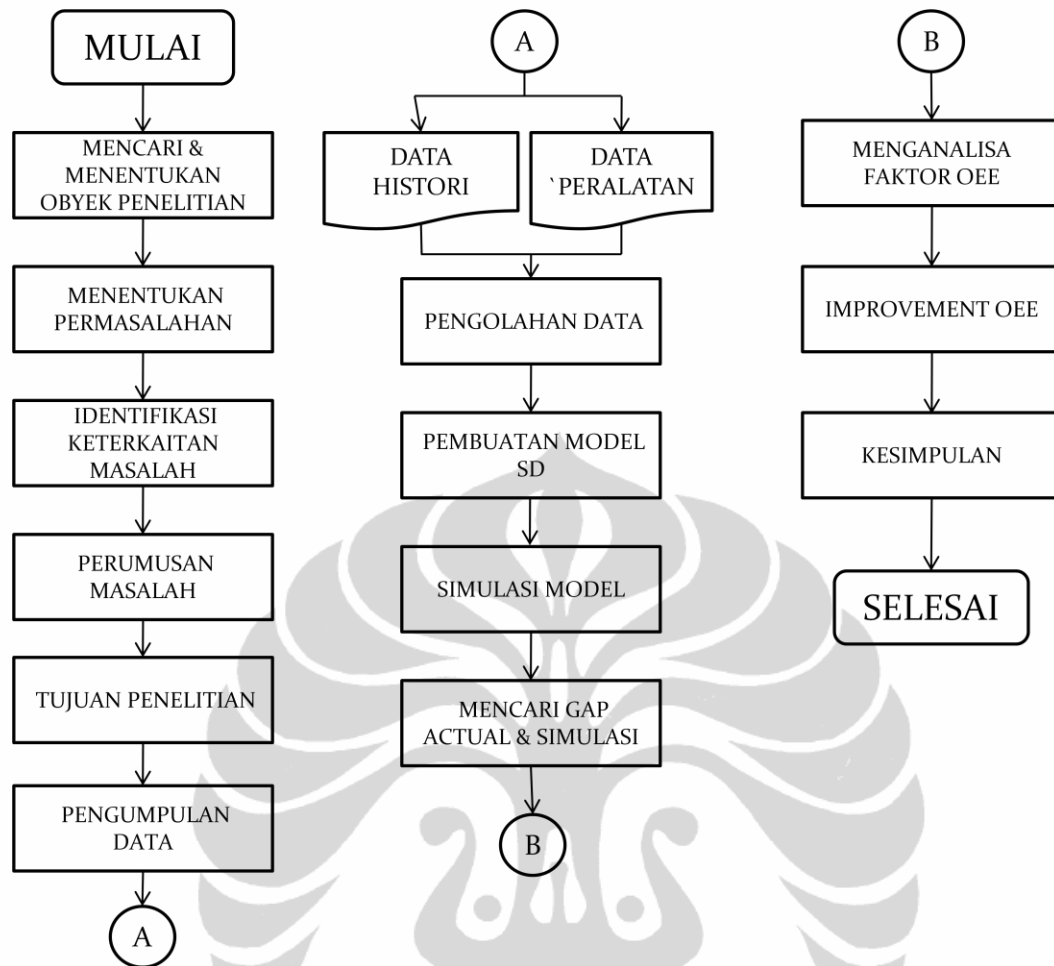 MULAI
MENCARI &
MENENTUKAN
OBYEK PENELITIAN
MENENTUKAN
PERMASALAHAN
IDENTIFIKASI
KETERKAITAN
MASALAH
PERUMUSAN
MASALAH
TUJUAN PENELITIAN
PENGUMPULAN
DATA
A
A
DATA
HISTORI
DATA
`PERALATAN
PENGOLAHAN DATA
PEMBUATAN MODEL
SD
SIMULASI MODEL
MENCARI GAP
ACTUAL & SIMULASI
B
B
MENGANALISA
FAKTOR OEE
IMPROVEMENT OEE
KESIMPULAN
SELESAI